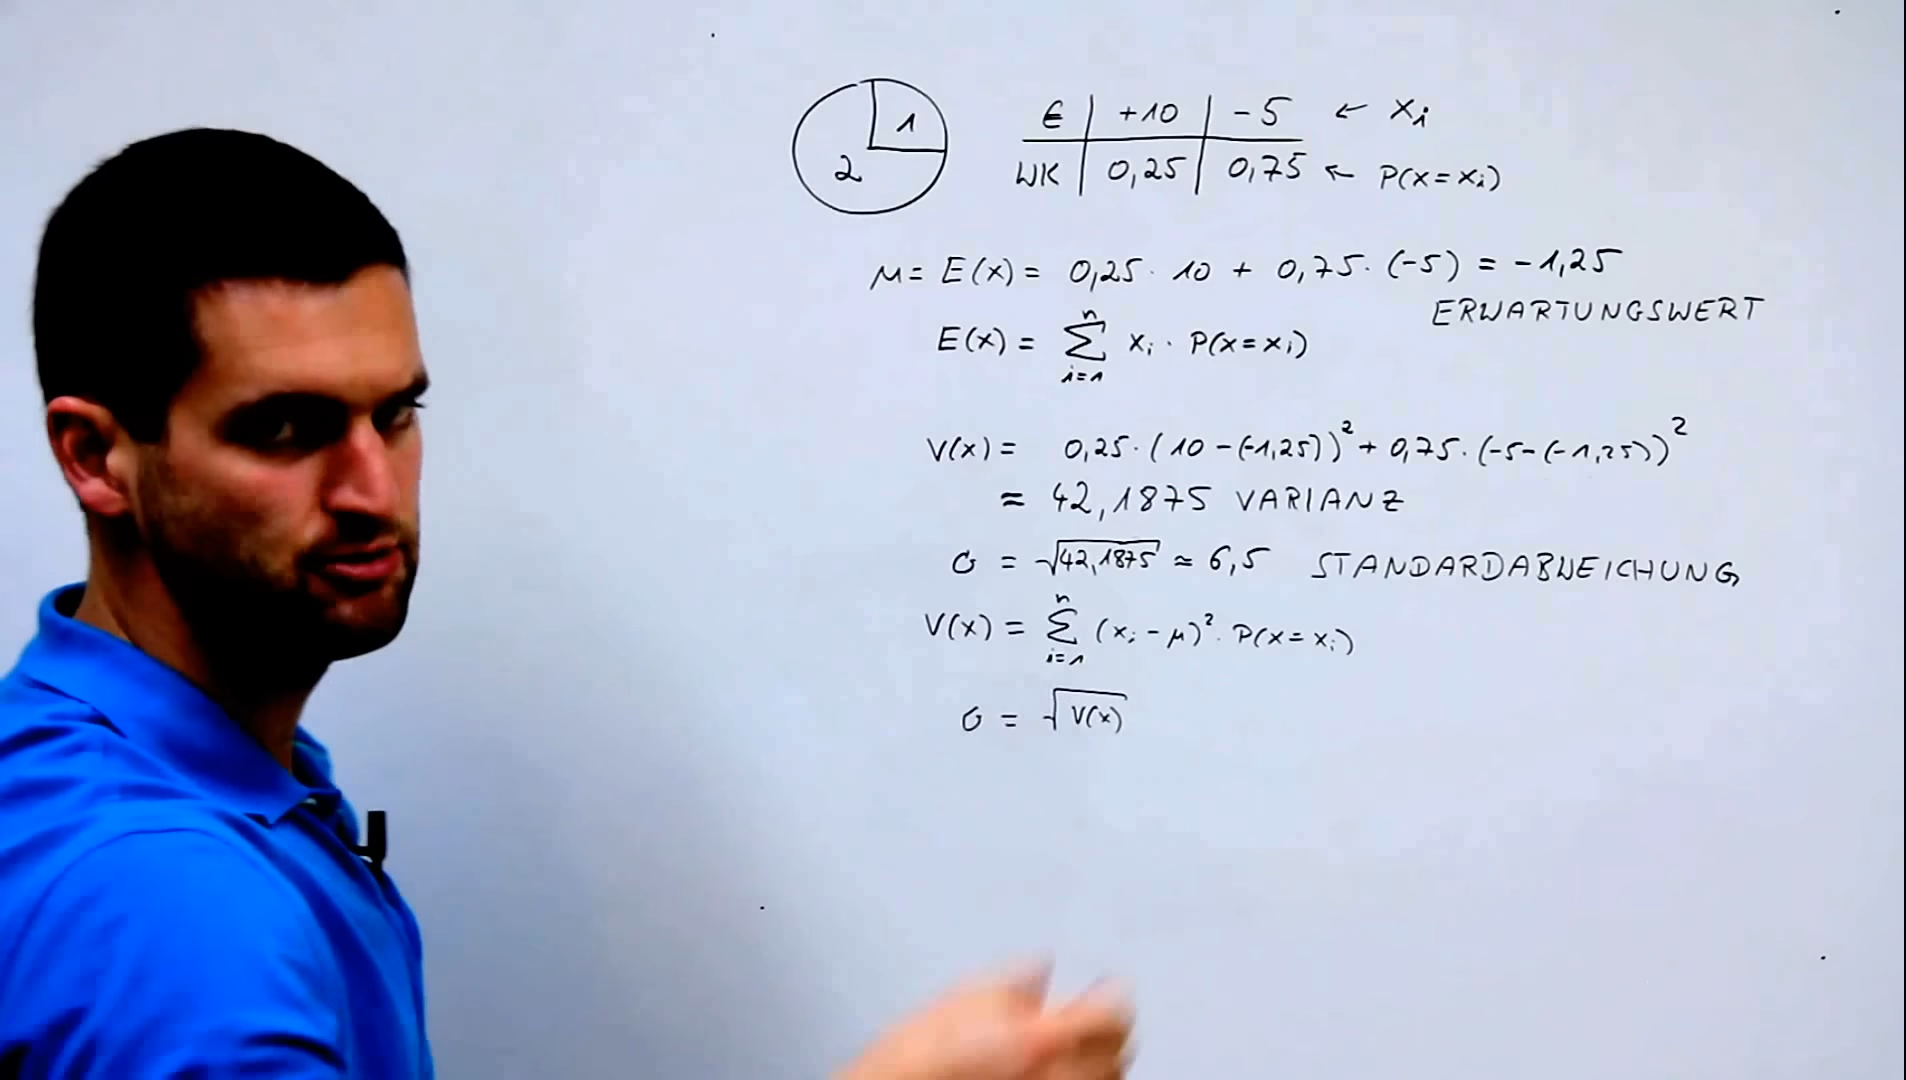 1
2
€ | +10 | -5 ← xᵢ
WK | 0,25 | 0,75 ← P(X=xᵢ)
μ = E(X) = 0,25 · 10 + 0,75 · (-5) = -1,25
ERWARTUNGSWERT
E(X) = Σⁿᵢ₌₁ xᵢ · P(X=xᵢ)
V(X) = 0,25 · (10-(-1,25))² + 0,75 · (-5-(-1,25))²
≈ 42,1875 VARIANZ
σ = √42,1875 ≈ 6,5 STANDARDABWEICHUNG
V(X) = Σⁿᵢ₌₁ (xᵢ-μ)² · P(X=xᵢ)
σ = √V(X)